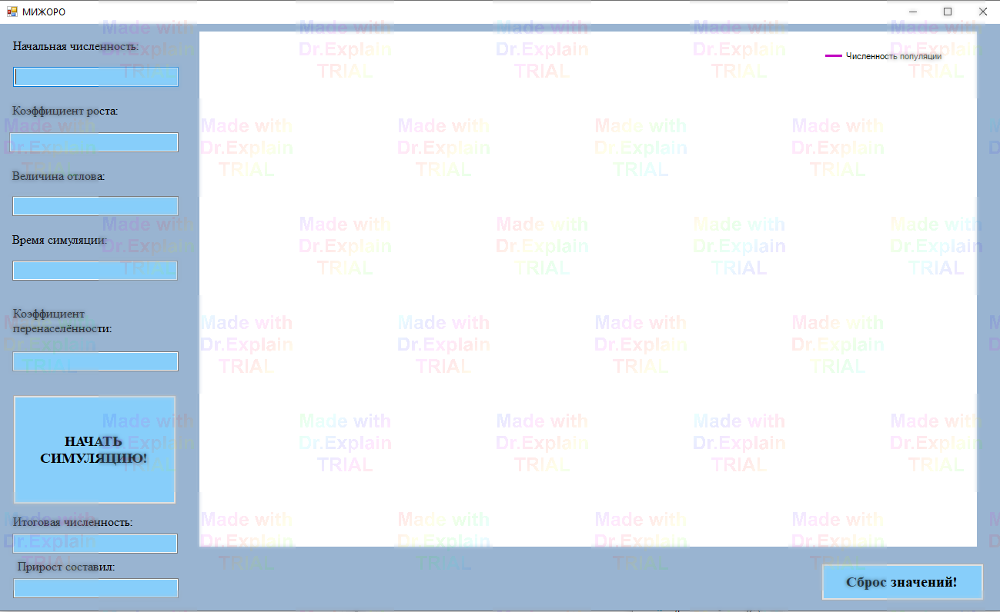 МИЖОРО
Начальная численность:
Численность популяции
Коэффициент роста:
Величина отлова:
Время симуляции:
Коэффициент
перенаселённости:
НАЧАТЬ
СИМУЛЯЦИЮ!
Итоговая численность:
Прирост составил:
Сброс значений!
Made with
Dr.Explain
TRIAL